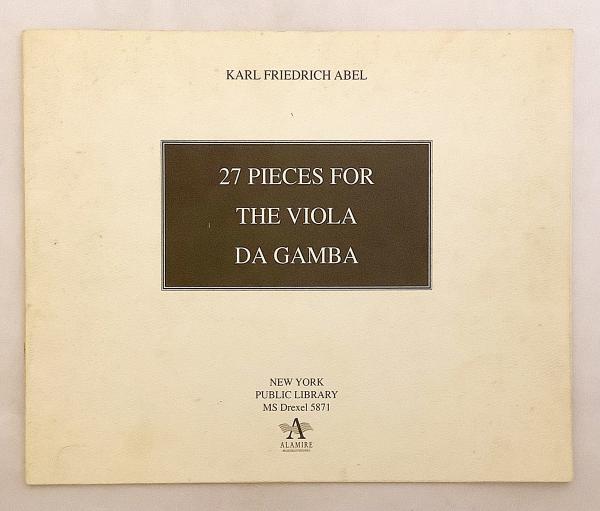 KARL FRIEDRICH ABEL
27 PIECES FOR
THE VIOLA
DA GAMBA
NEW YORK
PUBLIC LIBRARY
MS Drexel 5871
A
ALAMIRE